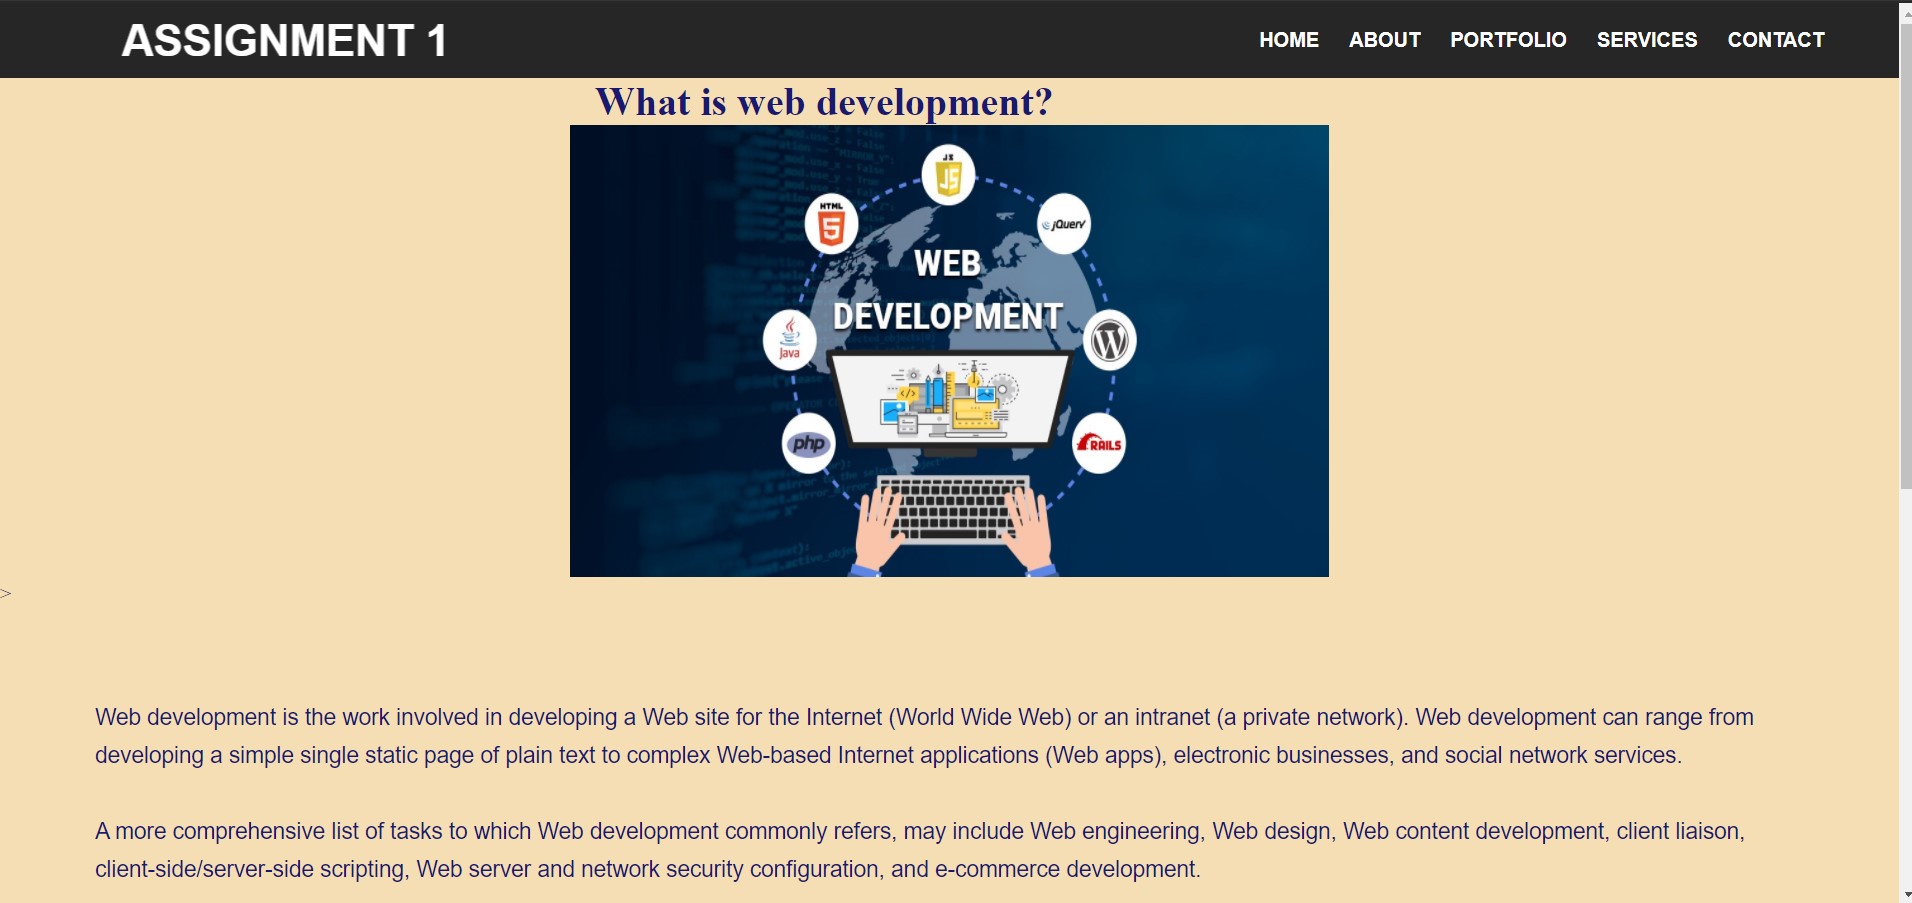 ASSIGNMENT 1
HOME ABOUT PORTFOLIO SERVICES CONTACT
What is web development?
JS
JS
HTML
5
jQuery
WEB
DEVELOPMENT
Java
W
</>
php
RAILS
>
Web development is the work involved in developing a Web site for the Internet (World Wide Web) or an intranet (a private network). Web development can range from
developing a simple single static page of plain text to complex Web-based Internet applications (Web apps), electronic businesses, and social network services.
A more comprehensive list of tasks to which Web development commonly refers, may include Web engineering, Web design, Web content development, client liaison,
client-side/server-side scripting, Web server and network security configuration, and e-commerce development.